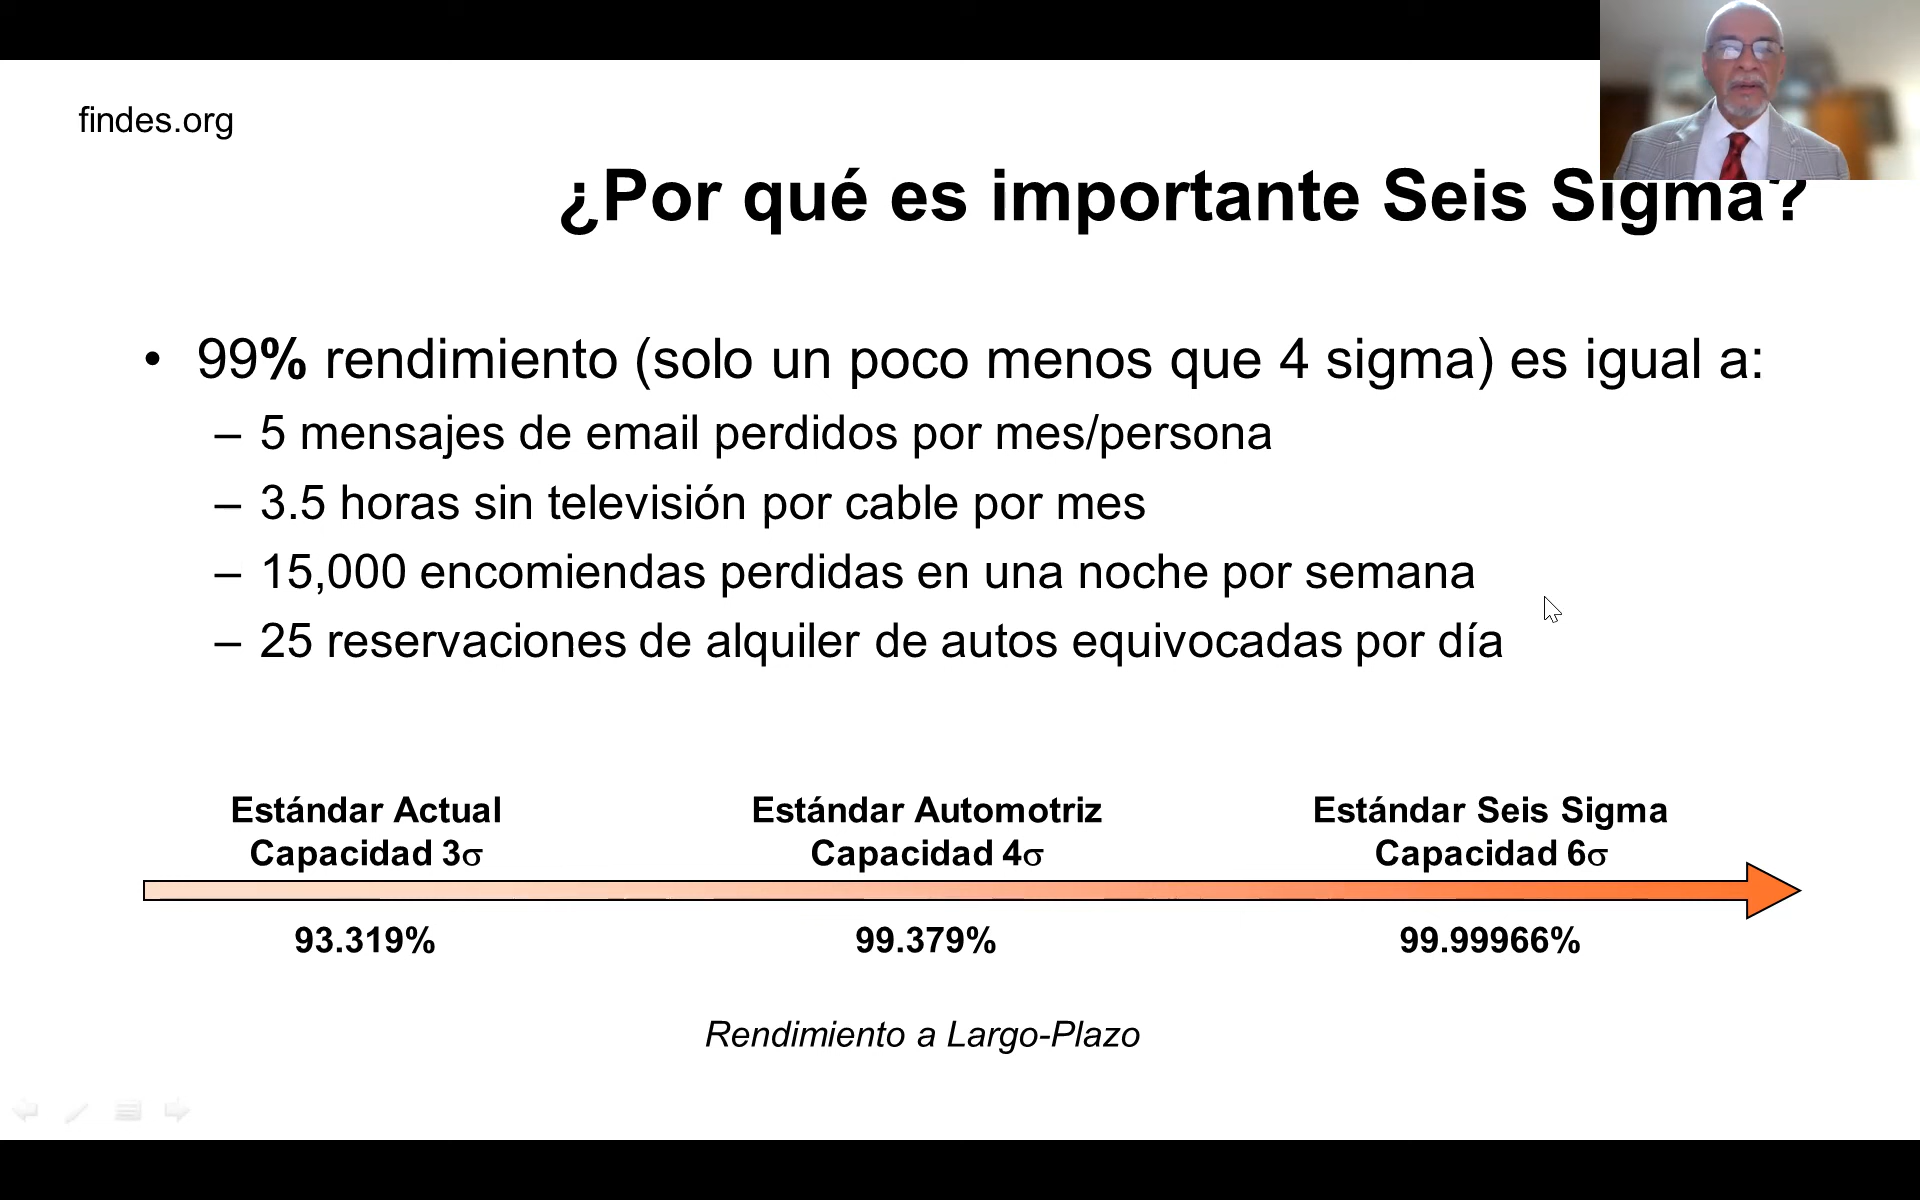 findes.org
¿Por qué es importante Seis Sigma?
• 99% rendimiento (solo un poco menos que 4 sigma) es igual a:
– 5 mensajes de email perdidos por mes/persona
– 3.5 horas sin televisión por cable por mes
– 15,000 encomiendas perdidas en una noche por semana
– 25 reservaciones de alquiler de autos equivocadas por día
Estándar Actual
Capacidad 3σ
Estándar Automotriz
Capacidad 4σ
Estándar Seis Sigma
Capacidad 6σ
93.319%
99.379%
99.99966%
Rendimiento a Largo-Plazo